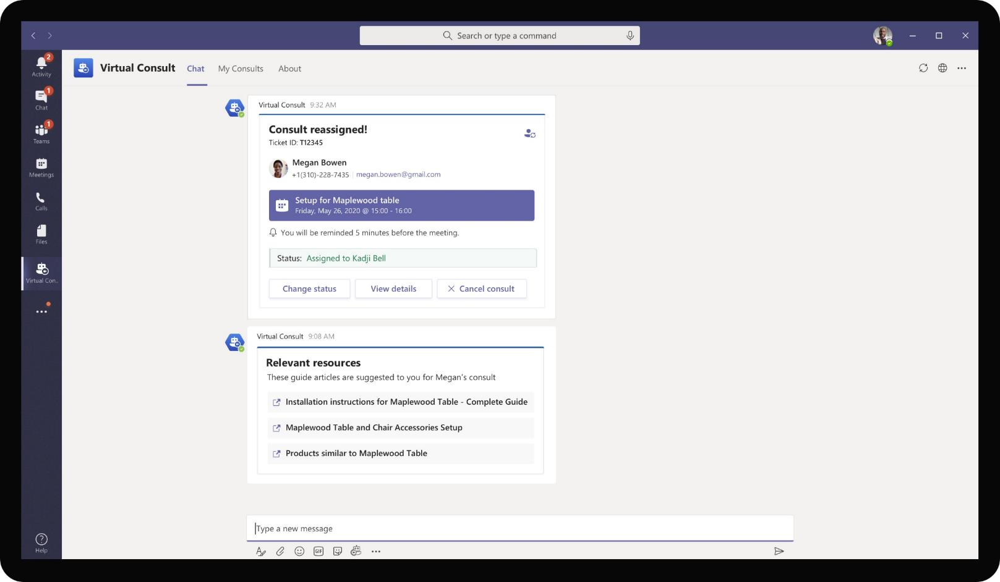 Search or type a command
2
Activity
1
Chat
1
Teams
Meetings
Calls
Files
Virtual Con..
Help
Virtual Consult
Chat
My Consults
About
Virtual Consult 9:32 AM
Consult reassigned!
Ticket ID: T12345
Megan Bowen
+1(310)-228-7435 | megan.bowen@gmail.com
Setup for Maplewood table
Friday, May 26, 2020 @ 15:00 - 16:00
You will be reminded 5 minutes before the meeting.
Status: Assigned to Kadji Bell
Change status
View details
Cancel consult
Virtual Consult 9:08 AM
Relevant resources
These guide articles are suggested to you for Megan's consult
Installation instructions for Maplewood Table - Complete Guide
Maplewood Table and Chair Accessories Setup
Products similar to Maplewood Table
Type a new message
GIF